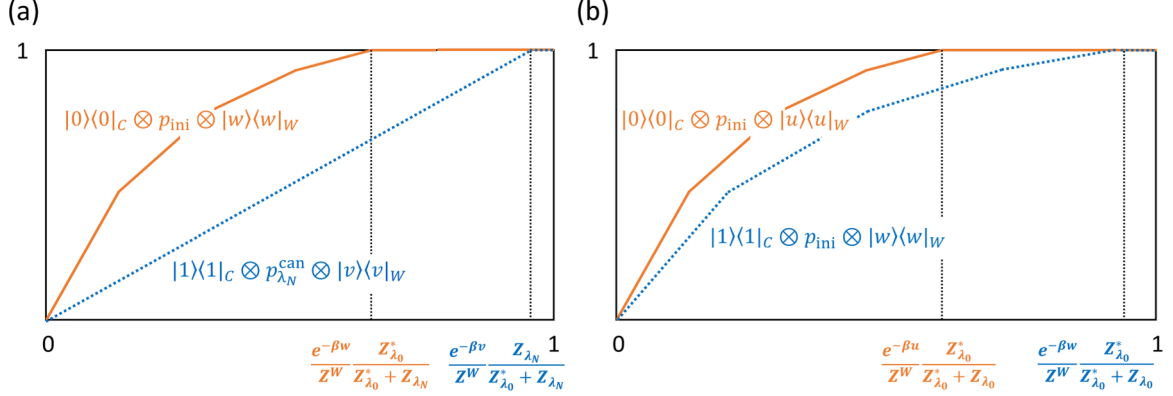 (a)
1
|0⟩⟨0|_C ⊗ p_ini ⊗ |w⟩⟨w|_W
|1⟩⟨1|_C ⊗ p^can_{λ_N} ⊗ |v⟩⟨v|_W
0
1
e^{-βw}/Z^W Z*_{λ_0}/(Z*_{λ_0} + Z_{λ_N})
e^{-βv}/Z^W Z_{λ_N}/(Z*_{λ_0} + Z_{λ_N})
(b)
1
|0⟩⟨0|_C ⊗ p_ini ⊗ |u⟩⟨u|_W
|1⟩⟨1|_C ⊗ p_ini ⊗ |w⟩⟨w|_W
0
1
e^{-βu}/Z^W Z*_{λ_0}/(Z*_{λ_0} + Z_{λ_0})
e^{-βw}/Z^W Z*_{λ_0}/(Z*_{λ_0} + Z_{λ_0})